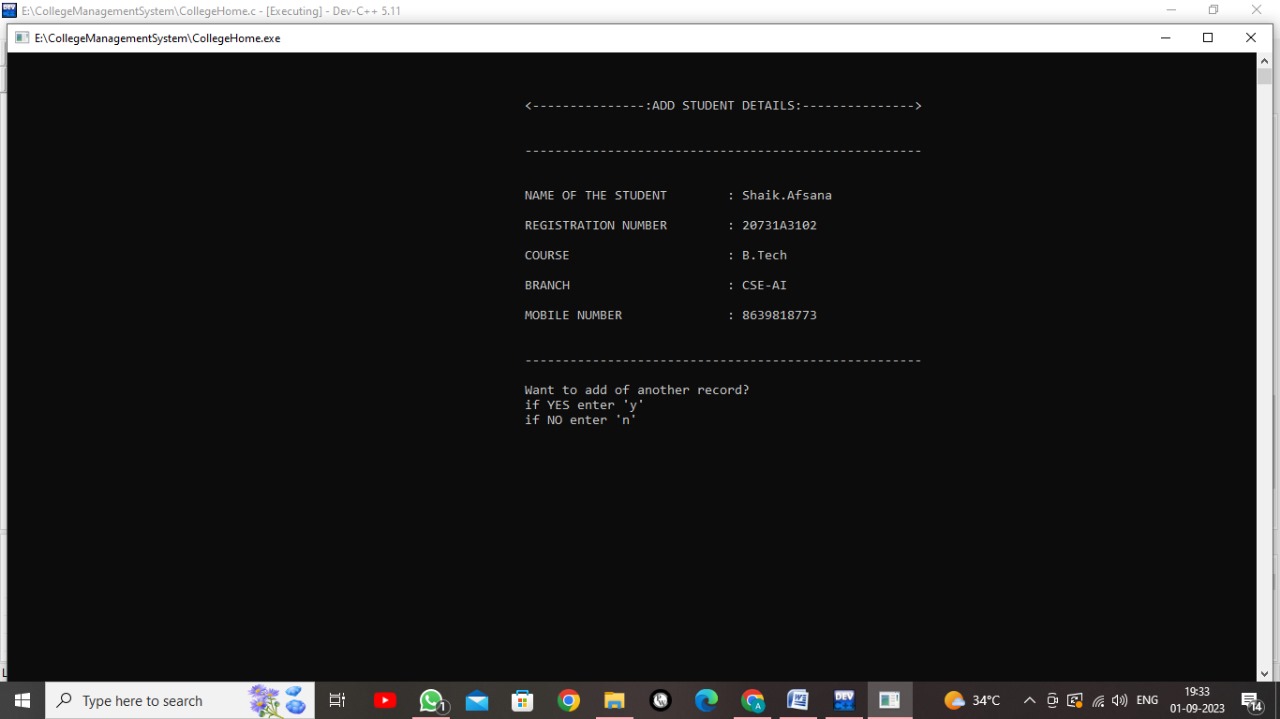 E:\CollegeManagementSystem\CollegeHome.c - [Executing] - Dev-C++ 5.11
E:\CollegeManagementSystem\CollegeHome.exe
<---------------:ADD STUDENT DETAILS:--------------->
-----------------------------------------------------
NAME OF THE STUDENT : Shaik.Afsana
REGISTRATION NUMBER : 20731A3102
COURSE : B.Tech
BRANCH : CSE-AI
MOBILE NUMBER : 8639818773
-----------------------------------------------------
Want to add of another record?
if YES enter 'y'
if NO enter 'n'
Type here to search
1
A
DEV
34°C
ENG
19:33
01-09-2023
14